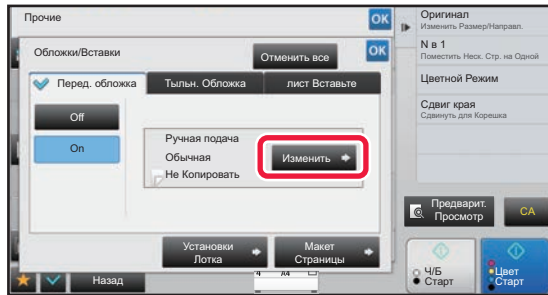 Прочие
OK
Обложки/Вставки
Отменить все
OK
Перед. обложка
Тыльн. Обложка
лист Вставьте
Off
On
Ручная подача
Обычная
Не Копировать
Изменить
Установки
Лотка
Макет
Страницы
Назад
4
A4
Оригинал
Изменить Размер/Направл.
N в 1
Поместить Неск. Стр. на Одной
Цветной Режим
Сдвиг края
Сдвинуть для Корешка
Предварит.
Просмотр
CA
Ч/Б
Старт
Цвет
Старт